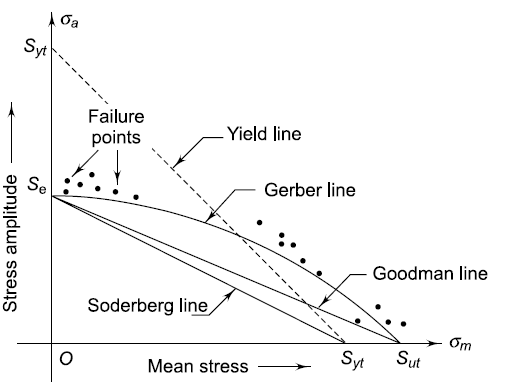 σa
Syt
Failure
points
Yield line
Se
Gerber line
Stress amplitude
Goodman line
Soderberg line
σm
O
Mean stress
Syt
Sut